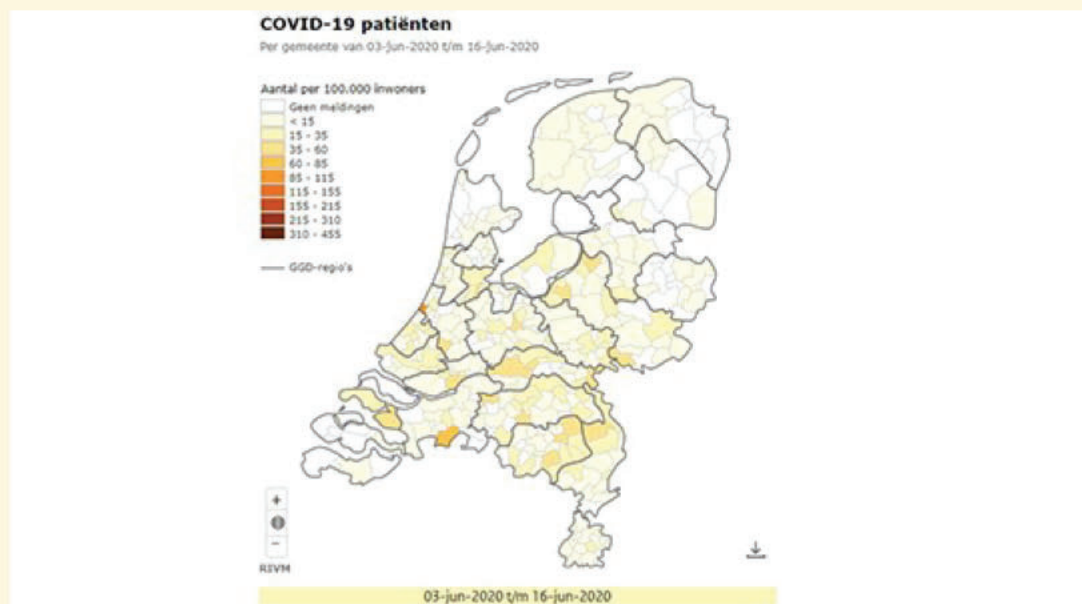 COVID-19 patiënten
Per gemeente van 03-jun-2020 t/m 16-jun-2020
Aantal per 100.000 inwoners
Geen meldingen
< 15
15 - 35
35 - 60
60 - 85
85 - 115
115 - 155
155 - 215
215 - 310
310 - 455
GGD-regio's
+
−
RIVM
03-jun-2020 t/m 16-jun-2020